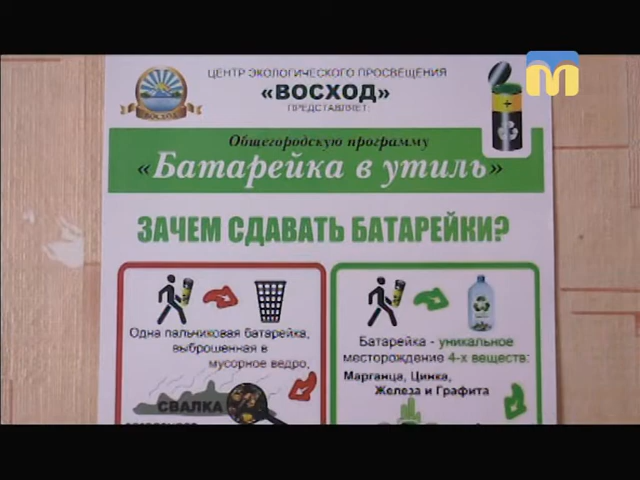 ЦЕНТР ЭКОЛОГИЧЕСКОГО ПРОСВЕЩЕНИЯ
«ВОСХОД»
ПРЕДСТАВЛЯЕТ:
ВОСХОД
Общегородскую программу
«Батарейка в утиль»
ЗАЧЕМ СДАВАТЬ БАТАРЕЙКИ?
Одна пальчиковая батарейка,
выброшенная в
мусорное ведро,
СВАЛКА
Батарейка - уникальное
месторождение 4-х веществ:
Марганца, Цинка,
Железа и Графита